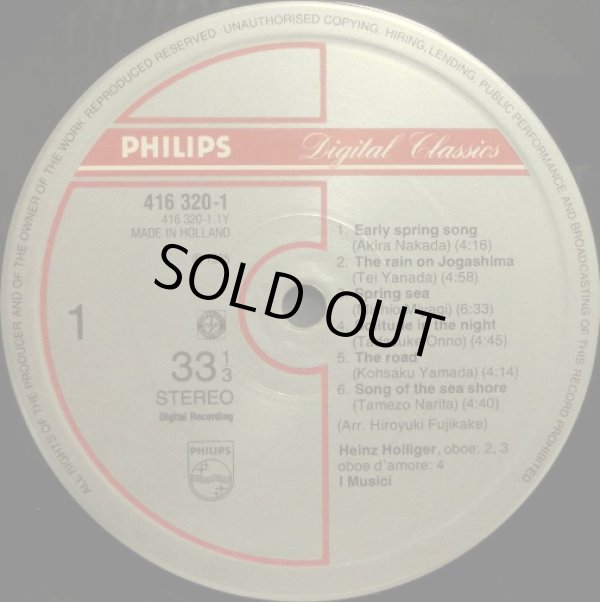 ALL RIGHTS OF THE PRODUCER AND OF THE OWNER OF THE WORK REPRODUCED RESERVED. UNAUTHORISED COPYING, HIRING, LENDING, PUBLIC PERFORMANCE AND BROADCASTING OF THIS RECORD PROHIBITED
PHILIPS Digital Classics
416 320-1
416 320-1.1Y
MADE IN HOLLAND
1
33 1/3
STEREO
Digital Recording
PHILIPS
1. Early spring song
(Akira Nakada) (4:16)
2. The rain on Jogashima
(Tei Yanada) (4:58)
Spring sea
(6:33)
4. in the night
Onno) (4:45)
5. The road
(Kohsaku Yamada) (4:14)
6. Song of the sea shore
(Tamezo Narita) (4:40)
(Arr. Hiroyuki Fujikake)
Heinz Holliger, oboe: 2, 3
oboe d'amore: 4
I Musici
SOLD OUT